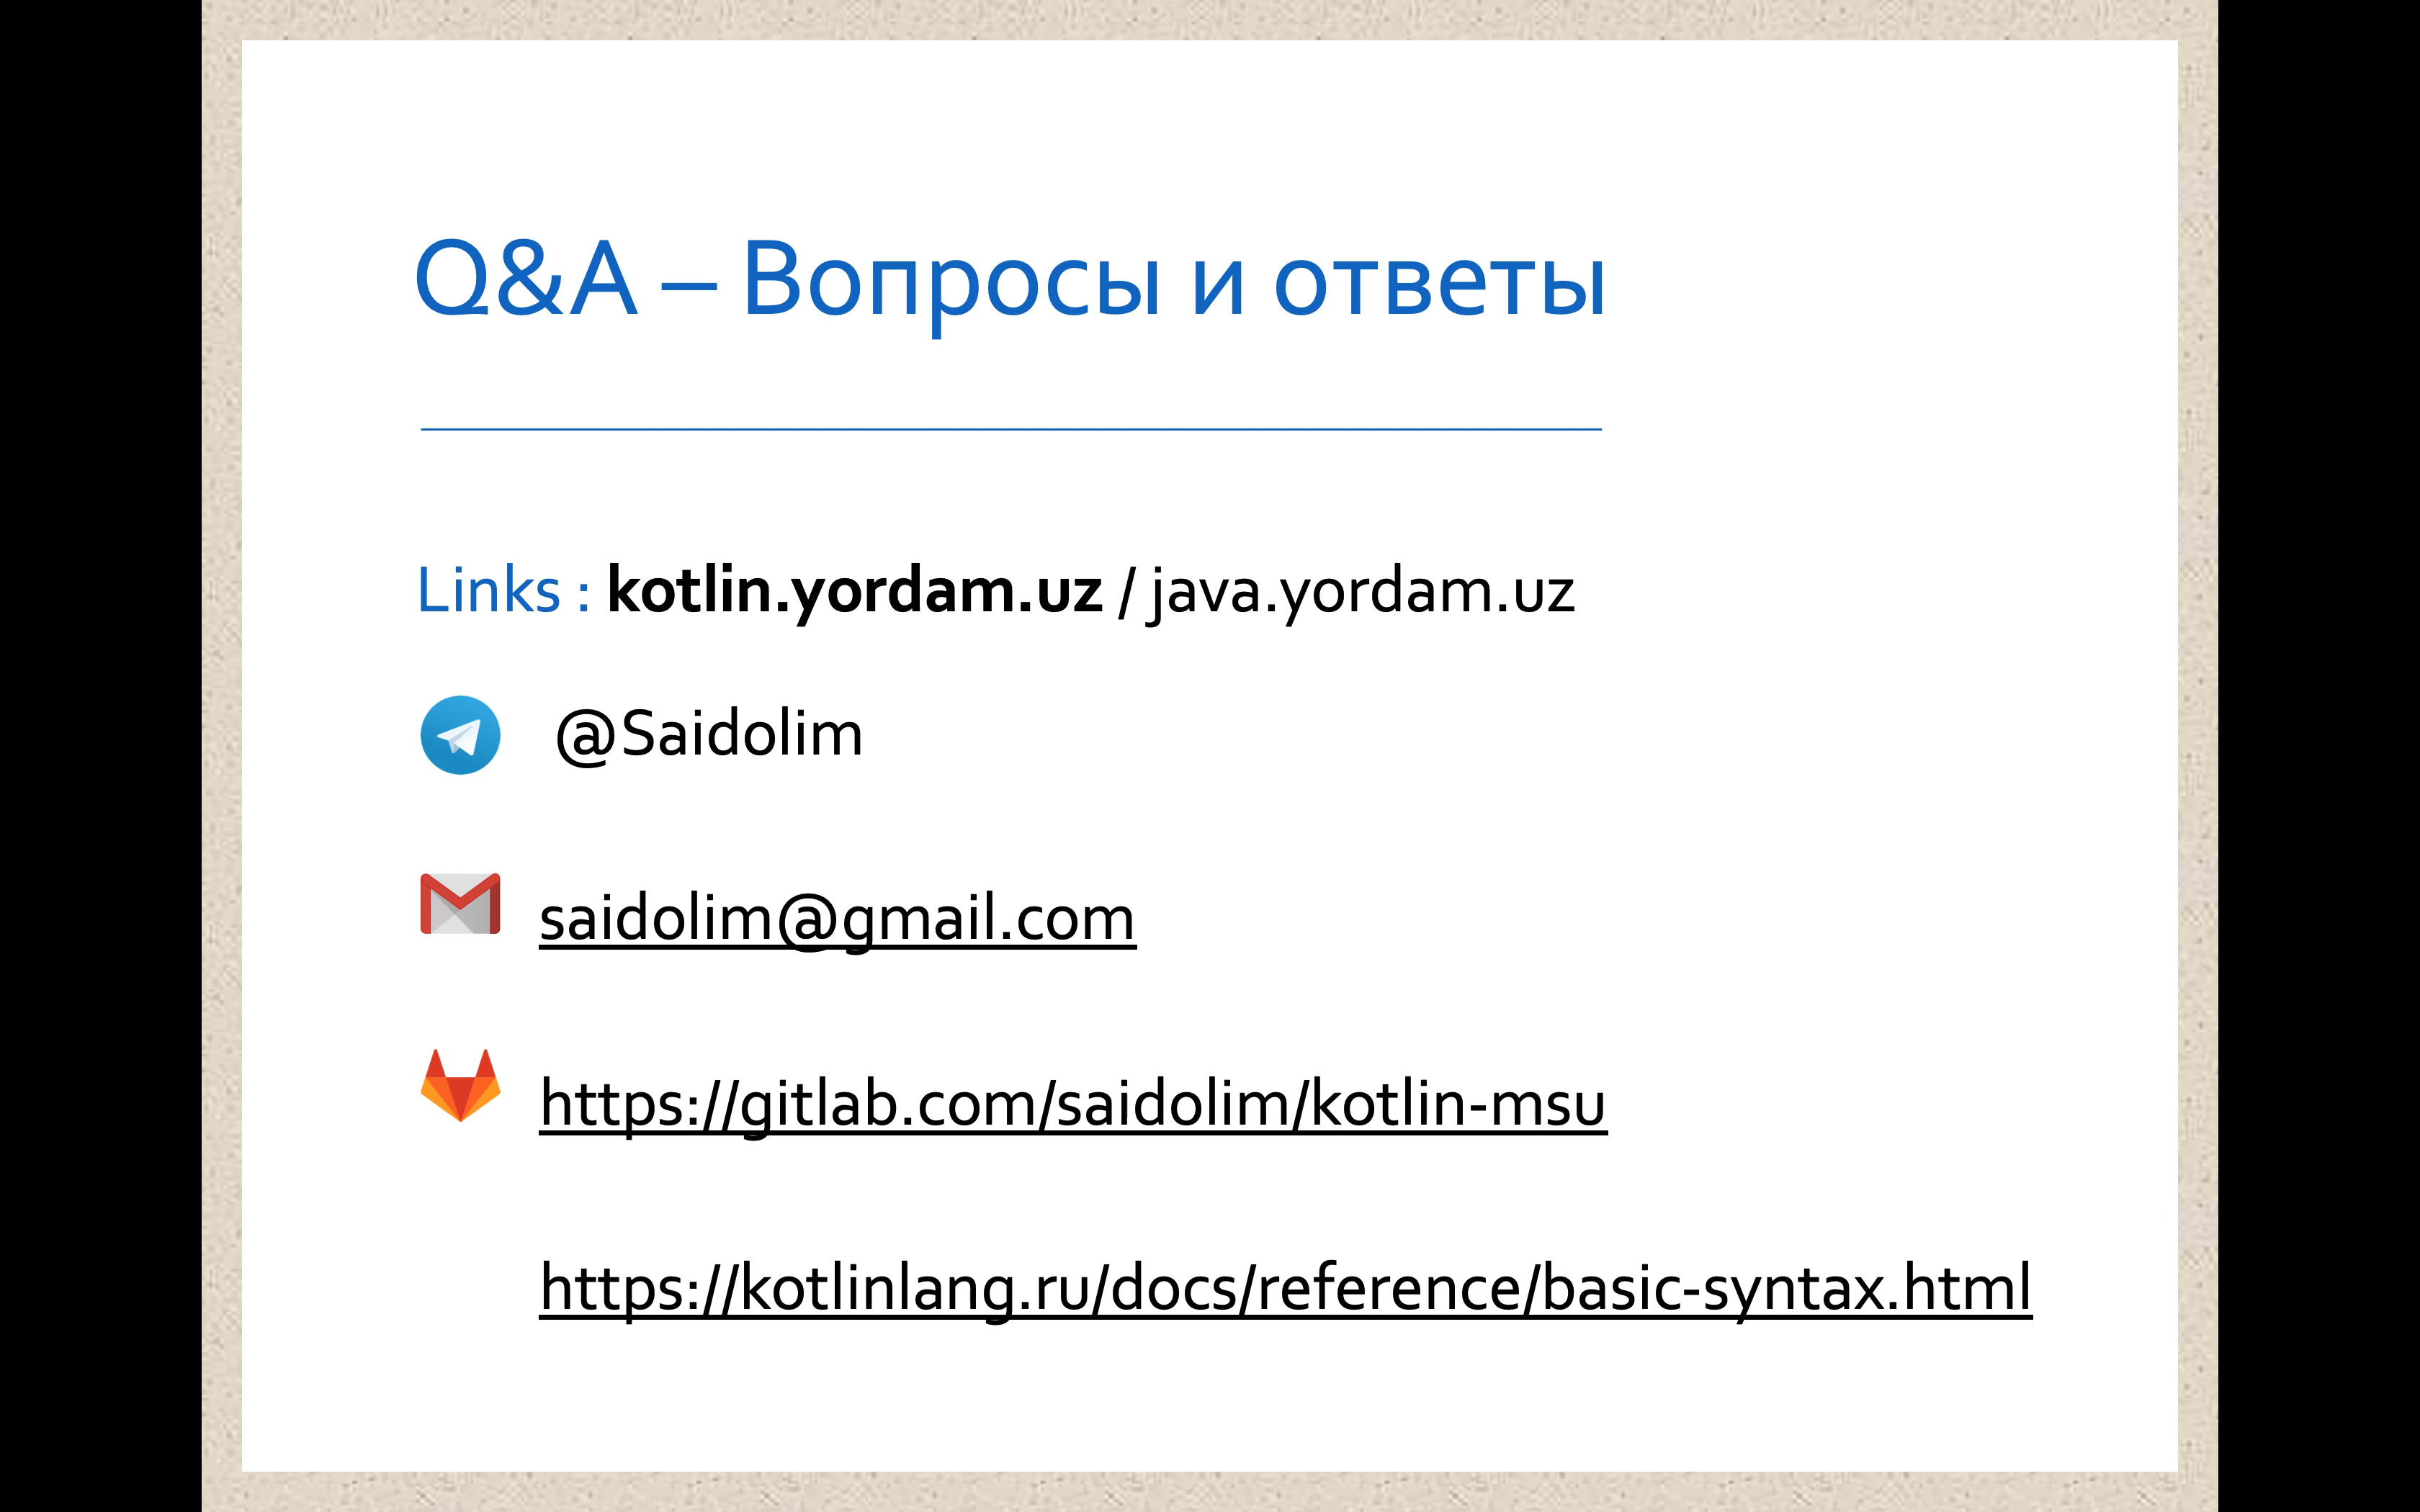 Q&A – Вопросы и ответы
Links : kotlin.yordam.uz / java.yordam.uz
@Saidolim
saidolim@gmail.com
https://gitlab.com/saidolim/kotlin-msu
https://kotlinlang.ru/docs/reference/basic-syntax.html